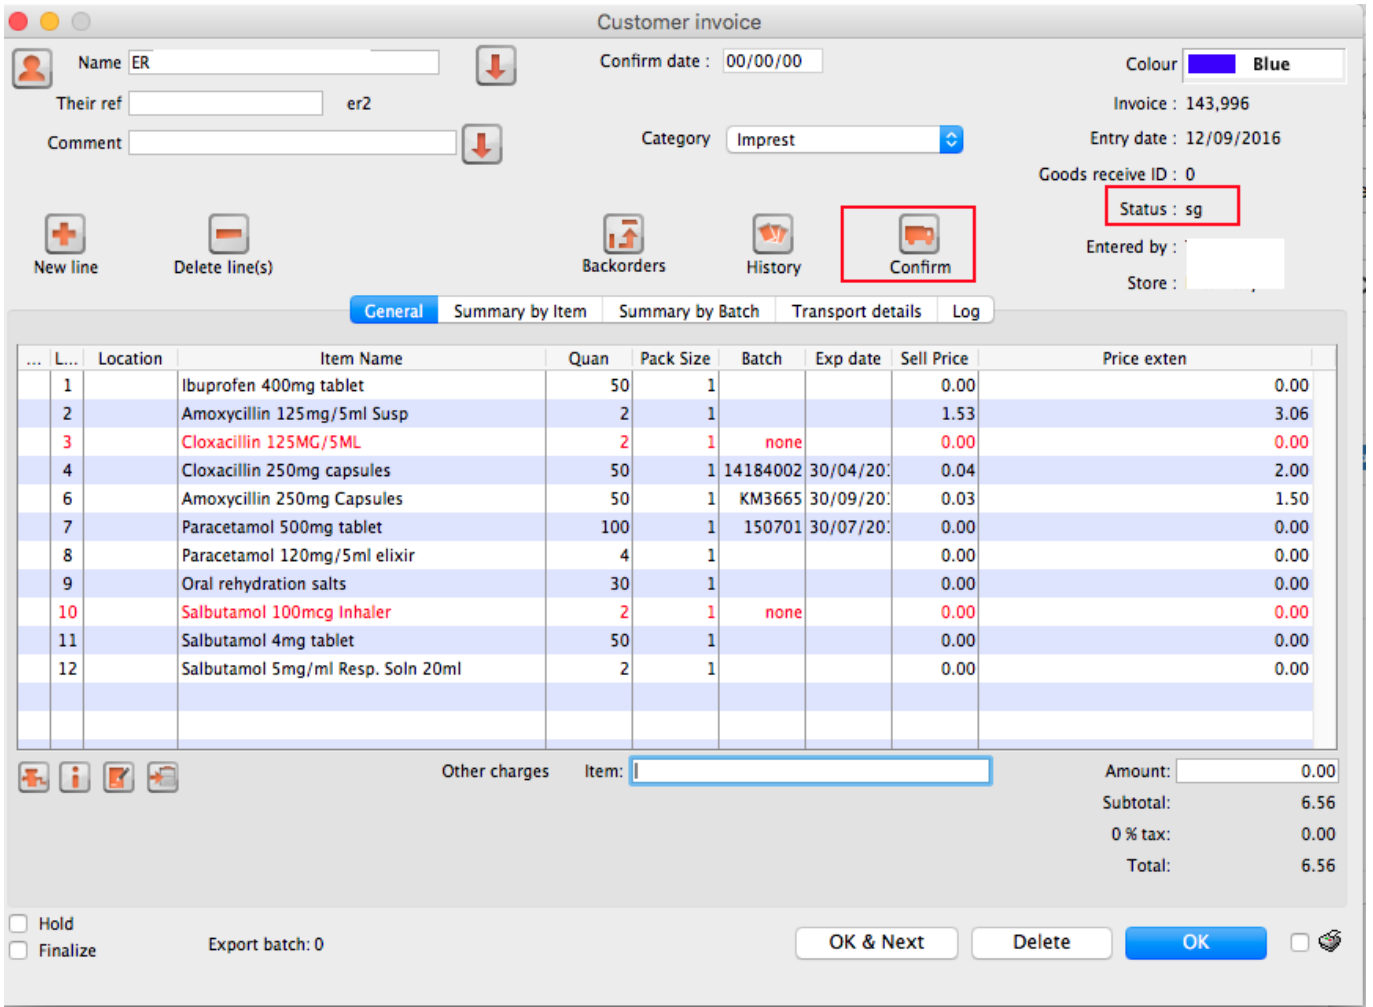 Customer invoice
Name ER
Confirm date : 00/00/00
Colour Blue
Their ref er2
Invoice : 143,996
Comment
Category Imprest
Entry date : 12/09/2016
Goods receive ID : 0
Status : sg
New line Delete line(s) Backorders History Confirm
Entered by :
Store :
General Summary by Item Summary by Batch Transport details Log
... L... Location Item Name Quan Pack Size Batch Exp date Sell Price Price exten
1 Ibuprofen 400mg tablet 50 1 0.00 0.00
2 Amoxycillin 125mg/5ml Susp 2 1 1.53 3.06
3 Cloxacillin 125MG/5ML 2 1 none 0.00 0.00
4 Cloxacillin 250mg capsules 50 1 14184002 30/04/20 0.04 2.00
6 Amoxycillin 250mg Capsules 50 1 KM3665 30/09/20 0.03 1.50
7 Paracetamol 500mg tablet 100 1 150701 30/07/20 0.00 0.00
8 Paracetamol 120mg/5ml elixir 4 1 0.00 0.00
9 Oral rehydration salts 30 1 0.00 0.00
10 Salbutamol 100mcg Inhaler 2 1 none 0.00 0.00
11 Salbutamol 4mg tablet 50 1 0.00 0.00
12 Salbutamol 5mg/ml Resp. Soln 20ml 2 1 0.00 0.00
Other charges Item: Amount: 0.00
Subtotal: 6.56
0 % tax: 0.00
Total: 6.56
Hold
Finalize
Export batch: 0
OK & Next Delete OK